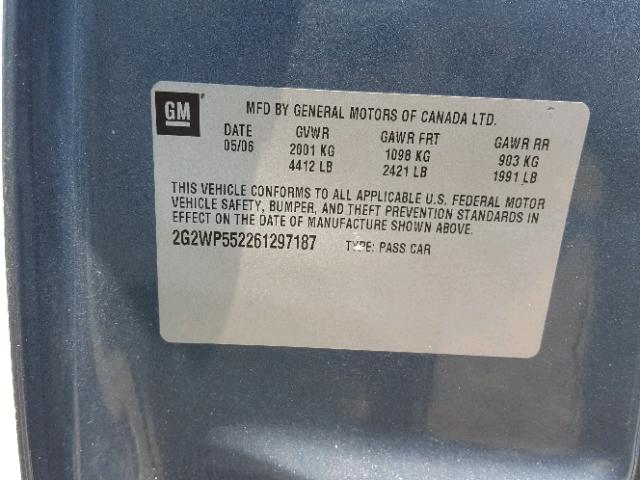 GM MFD BY GENERAL MOTORS OF CANADA LTD.
DATE GVWR GAWR FRT GAWR RR
05/06 2001 KG 1098 KG 903 KG
4412 LB 2421 LB 1991 LB
THIS VEHICLE CONFORMS TO ALL APPLICABLE U.S. FEDERAL MOTOR
VEHICLE SAFETY, BUMPER, AND THEFT PREVENTION STANDARDS IN
EFFECT ON THE DATE OF MANUFACTURE SHOWN ABOVE.
2G2WP552261297187 TYPE: PASS CAR